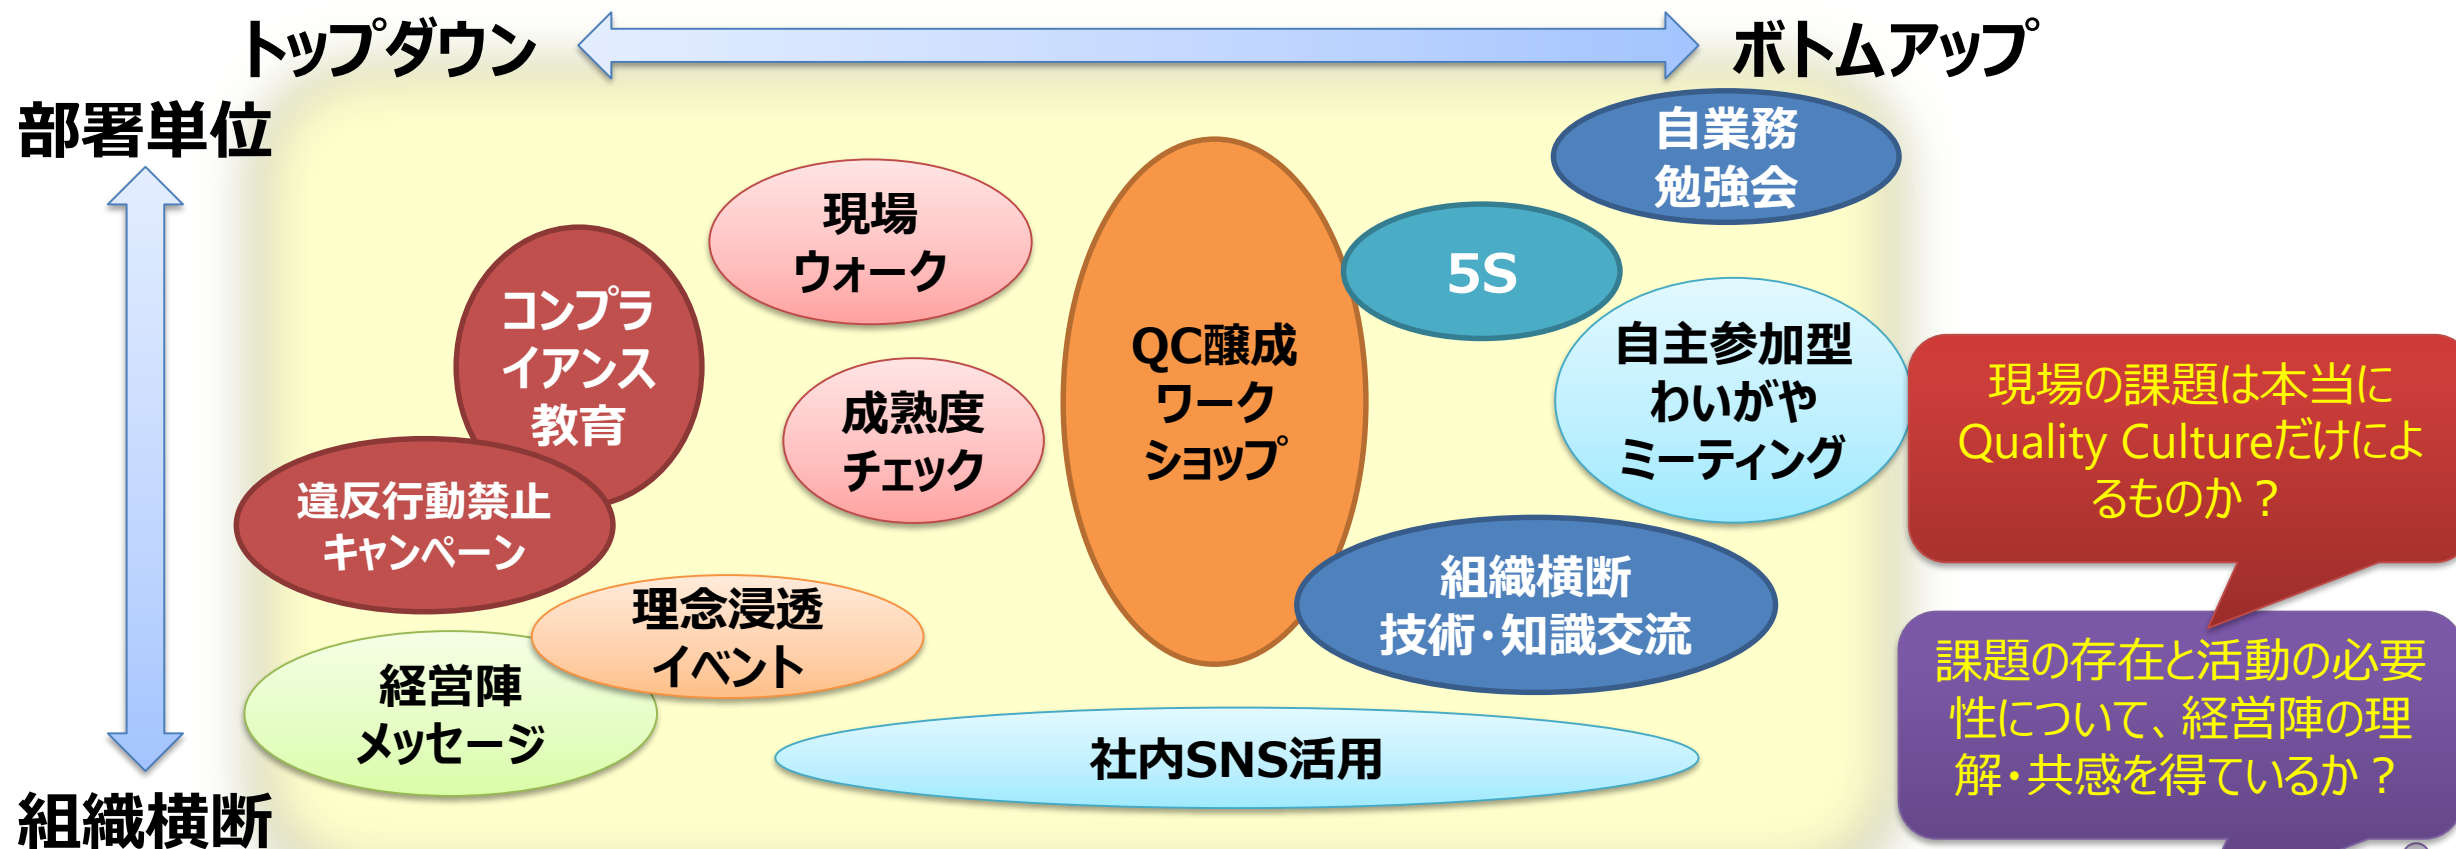 トップダウン
ボトムアップ
部署単位
自業務
勉強会
現場
ウォーク
5S
コンプラ
イアンス
教育
QC醸成
ワーク
ショップ
自主参加型
わいがや
ミーティング
成熟度
チェック
現場の課題は本当に
Quality Cultureだけによ
るものか？
違反行動禁止
キャンペーン
組織横断
技術・知識交流
理念浸透
イベント
経営陣
メッセージ
課題の存在と活動の必要
性について、経営陣の理
解・共感を得ているか？
社内SNS活用
組織横断